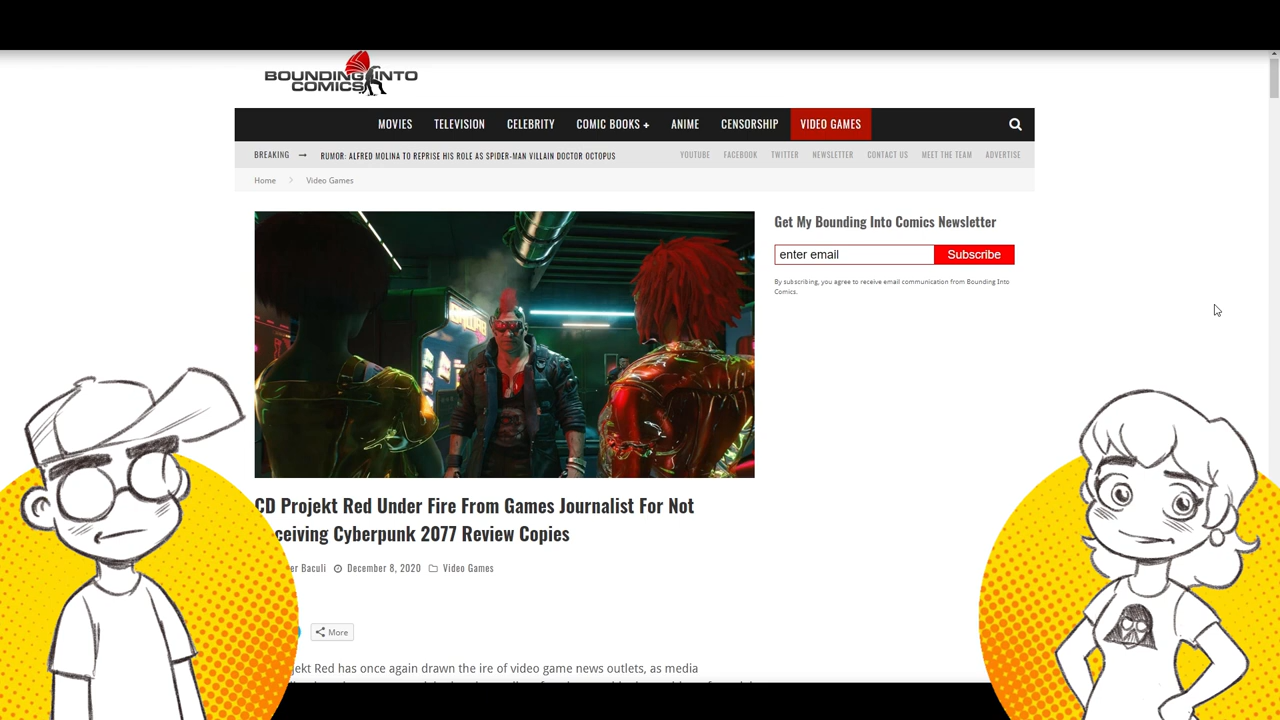 BOUNDING INTO
COMICS
MOVIES TELEVISION CELEBRITY COMIC BOOKS + ANIME CENSORSHIP VIDEO GAMES
BREAKING RUMOR: ALFRED MOLINA TO REPRISE HIS ROLE AS SPIDER-MAN VILLAIN DOCTOR OCTOPUS YOUTUBE FACEBOOK TWITTER NEWSLETTER CONTACT US MEET THE TEAM ADVERTISE
Home Video Games
Get My Bounding Into Comics Newsletter
enter email Subscribe
By subscribing, you agree to receive email communication from Bounding Into
Comics.
CD Projekt Red Under Fire From Games Journalist For Not
ceiving Cyberpunk 2077 Review Copies
er Baculi December 8, 2020 Video Games
More
jekt Red has once again drawn the ire of video game news outlets, as media